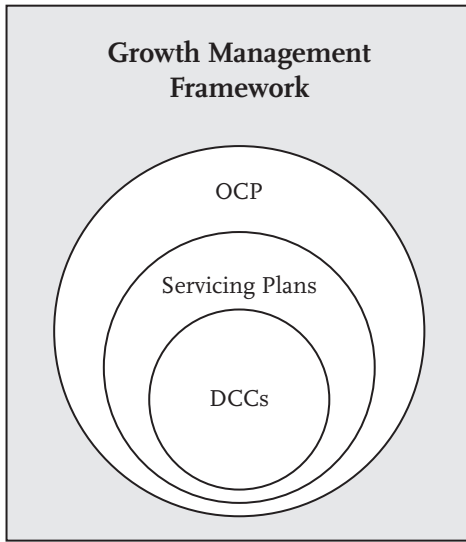 Growth Management
Framework
OCP
Servicing Plans
DCCs